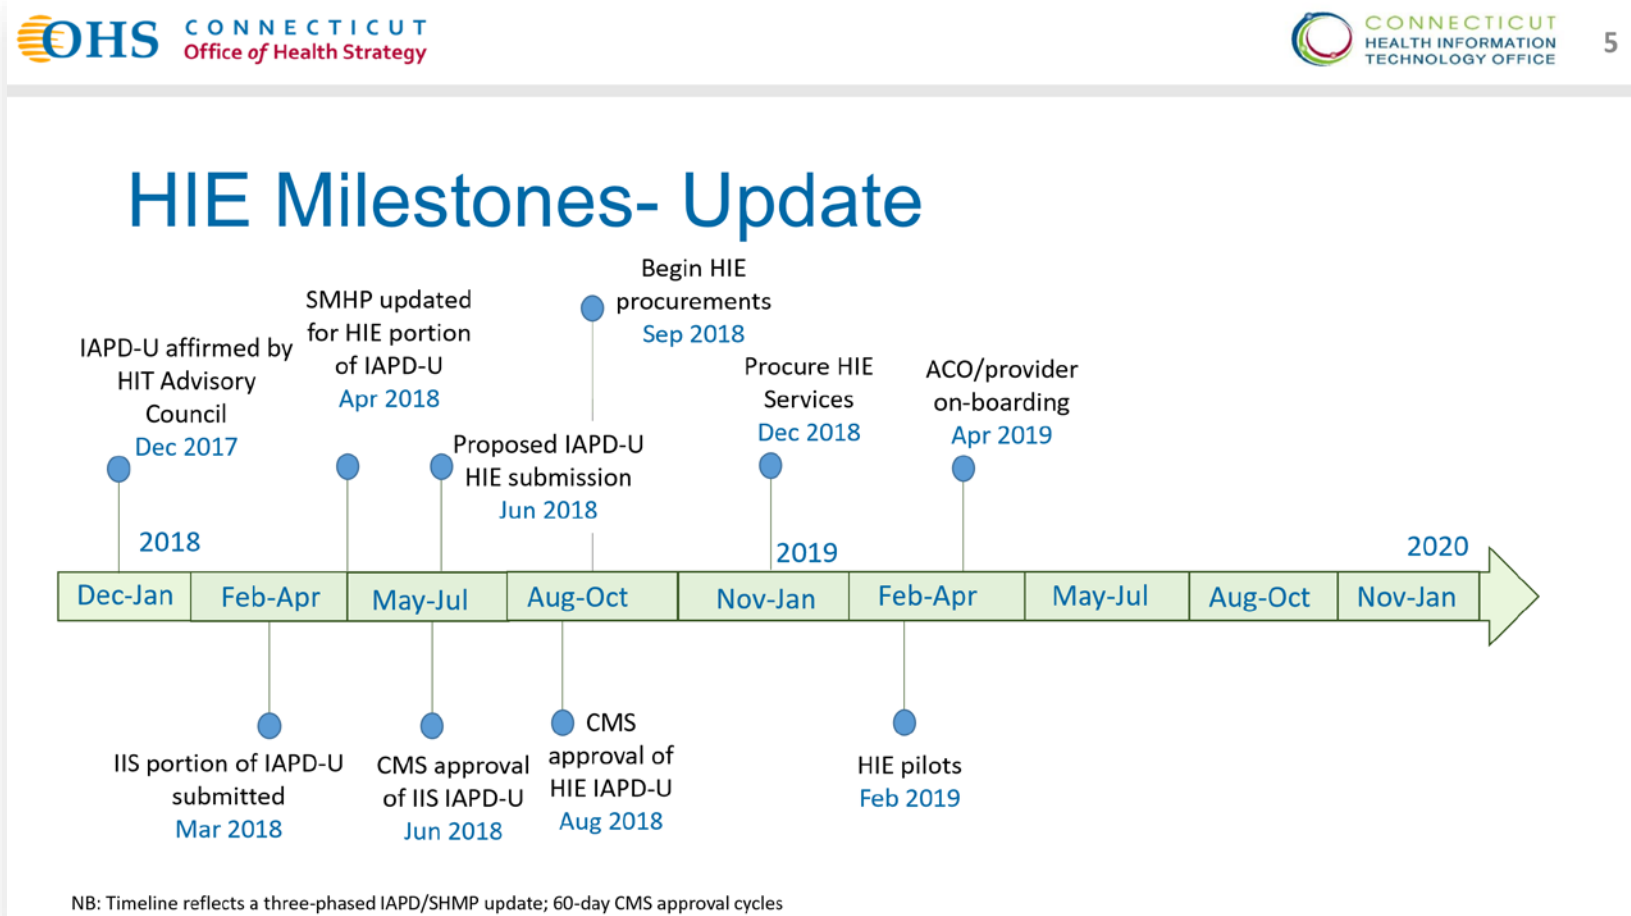 OHS
CONNECTICUT
Office of Health Strategy
CONNECTICUT
HEALTH INFORMATION
TECHNOLOGY OFFICE
5
HIE Milestones- Update
IAPD-U affirmed by
HIT Advisory
Council
Dec 2017
SMHP updated
for HIE portion
of IAPD-U
Apr 2018
Proposed IAPD-U
HIE submission
Jun 2018
Begin HIE
procurements
Sep 2018
Procure HIE
Services
Dec 2018
ACO/provider
on-boarding
Apr 2019
2018
2019
2020
Dec-Jan
Feb-Apr
May-Jul
Aug-Oct
Nov-Jan
Feb-Apr
May-Jul
Aug-Oct
Nov-Jan
IIS portion of IAPD-U
submitted
Mar 2018
CMS approval
of IIS IAPD-U
Jun 2018
CMS
approval of
HIE IAPD-U
Aug 2018
HIE pilots
Feb 2019
NB: Timeline reflects a three-phased IAPD/SHMP update; 60-day CMS approval cycles